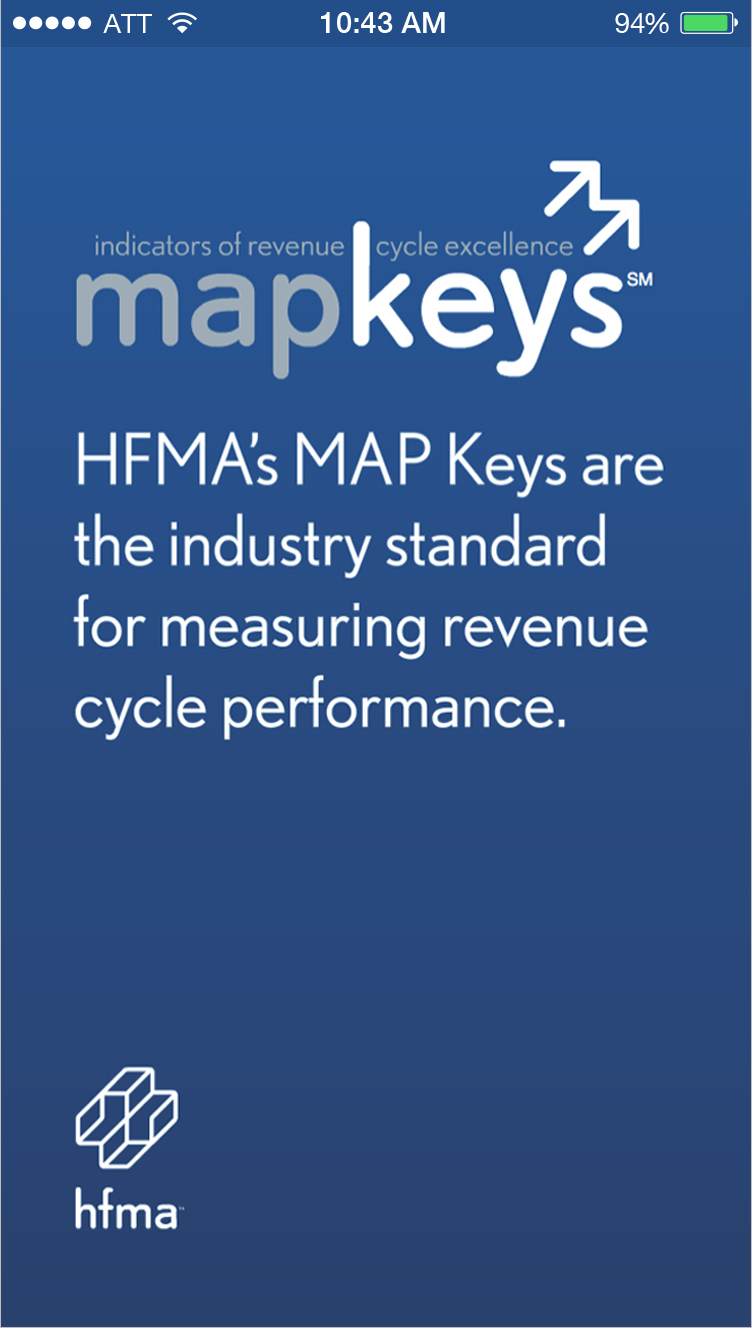 ATT 10:43 AM 94%
indicators of revenue cycle excellence
mapkeys℠
HFMA’s MAP Keys are
the industry standard
for measuring revenue
cycle performance.
hfma™